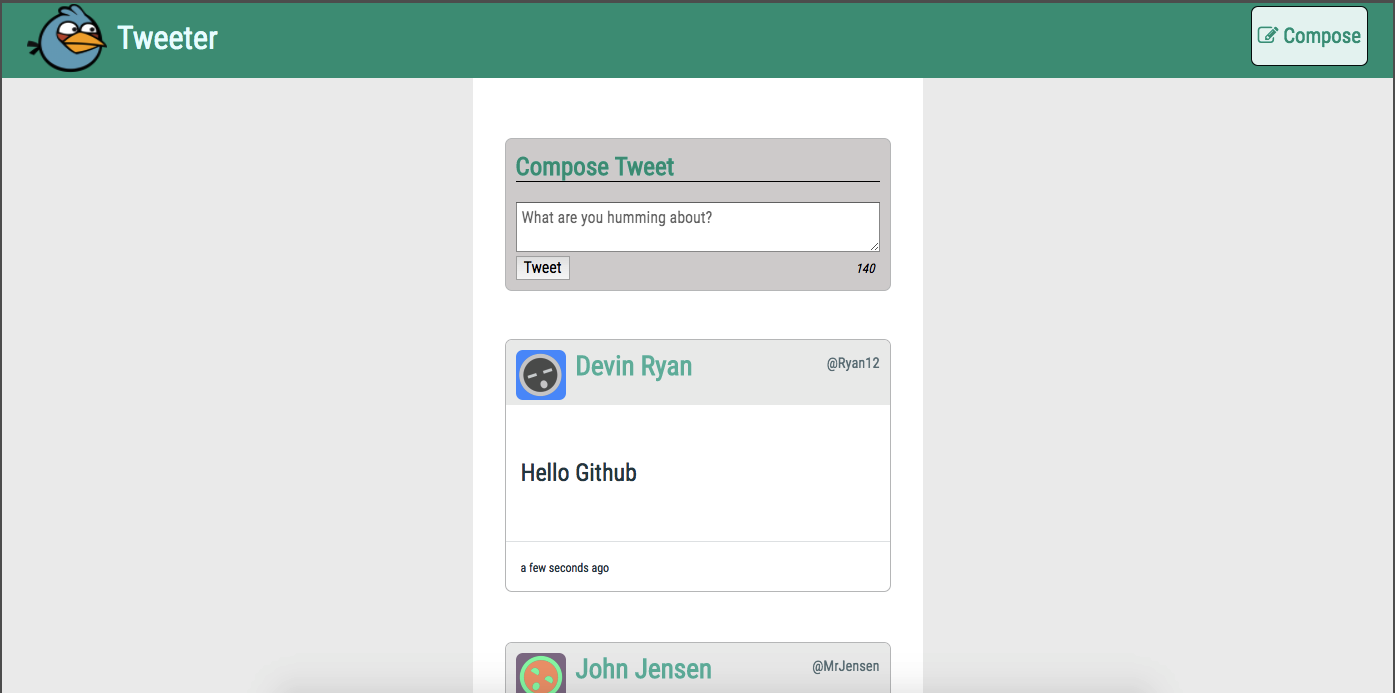 Tweeter
Compose
Compose Tweet
What are you humming about?
Tweet
140
Devin Ryan
@Ryan12
Hello Github
a few seconds ago
John Jensen
@MrJensen